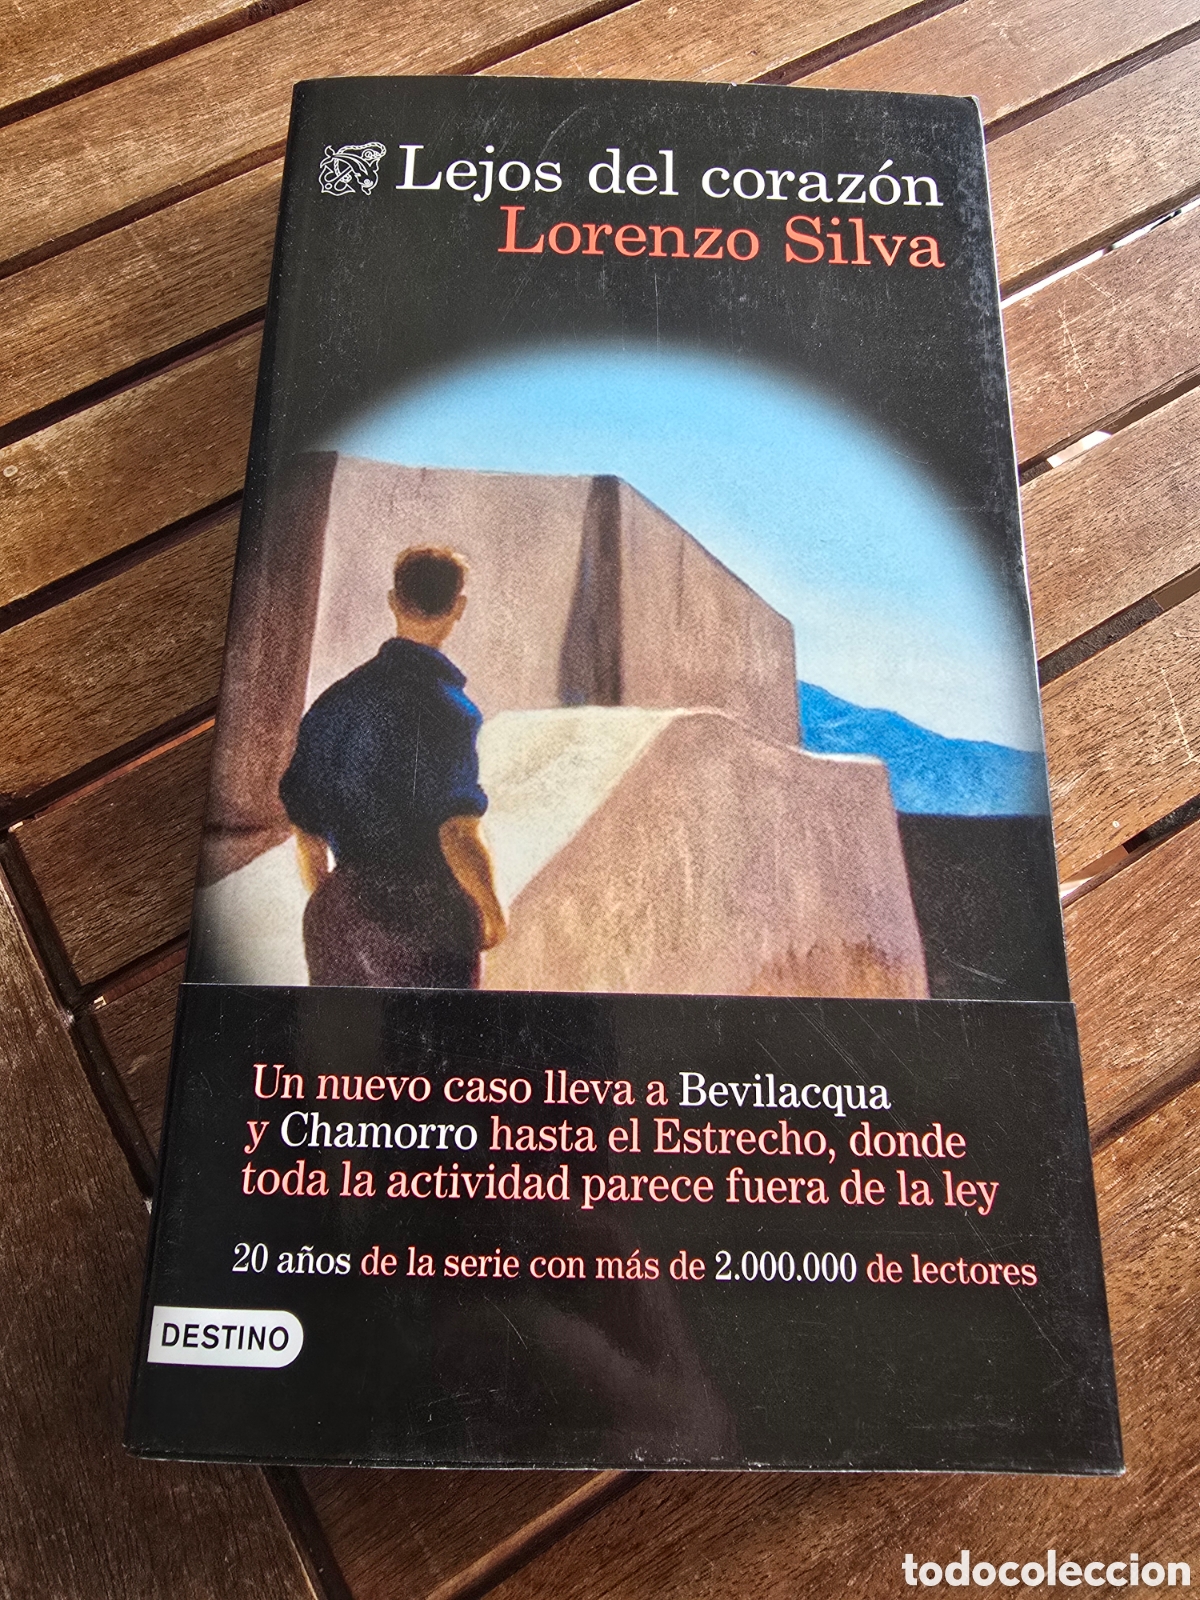 Lejos del corazón
Lorenzo Silva
Un nuevo caso lleva a Bevilacqua
y Chamorro hasta el Estrecho, donde
toda la actividad parece fuera de la ley
20 años de la serie con más de 2.000.000 de lectores
DESTINO
todocoleccion